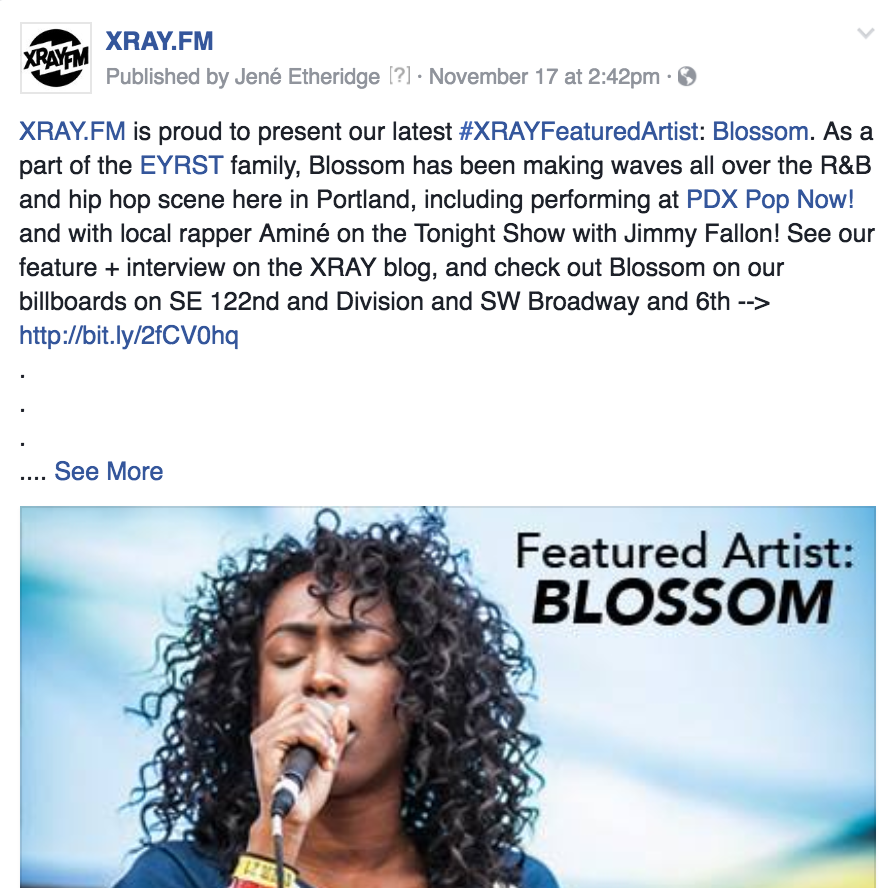 XRAY.FM
XRAY.FM
Published by Jené Etheridge [?] · November 17 at 2:42pm ·
XRAY.FM is proud to present our latest #XRAYFeaturedArtist: Blossom. As a
part of the EYRST family, Blossom has been making waves all over the R&B
and hip hop scene here in Portland, including performing at PDX Pop Now!
and with local rapper Aminé on the Tonight Show with Jimmy Fallon! See our
feature + interview on the XRAY blog, and check out Blossom on our
billboards on SE 122nd and Division and SW Broadway and 6th -->
http://bit.ly/2fCV0hq
.
.
.
.... See More
Featured Artist:
BLOSSOM